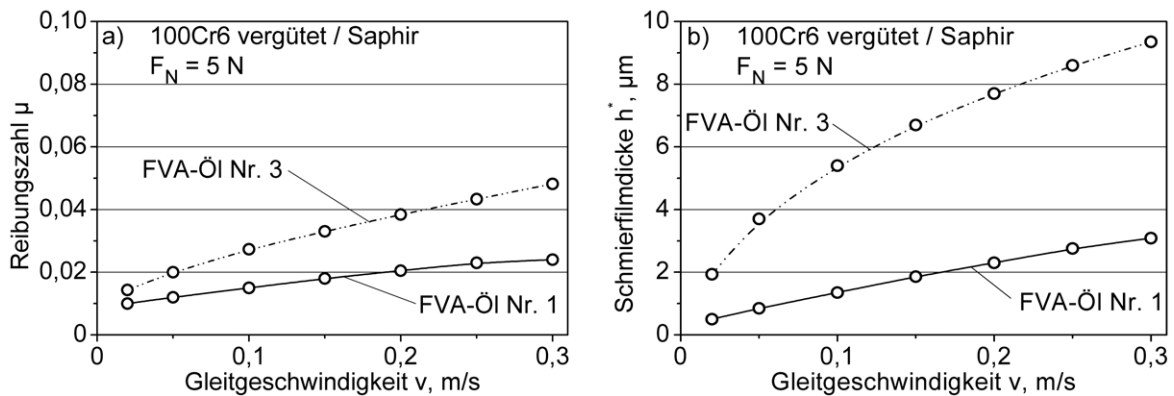 a) 100Cr6 vergütet / Saphir
F_N = 5 N
Reibungszahl µ
0,10
0,08
0,06
0,04
0,02
0
FVA-Öl Nr. 3
FVA-Öl Nr. 1
0
0,1
0,2
0,3
Gleitgeschwindigkeit v, m/s
b) 100Cr6 vergütet / Saphir
F_N = 5 N
Schmierfilmdicke h*, µm
10
8
6
4
2
0
FVA-Öl Nr. 3
FVA-Öl Nr. 1
0
0,1
0,2
0,3
Gleitgeschwindigkeit v, m/s